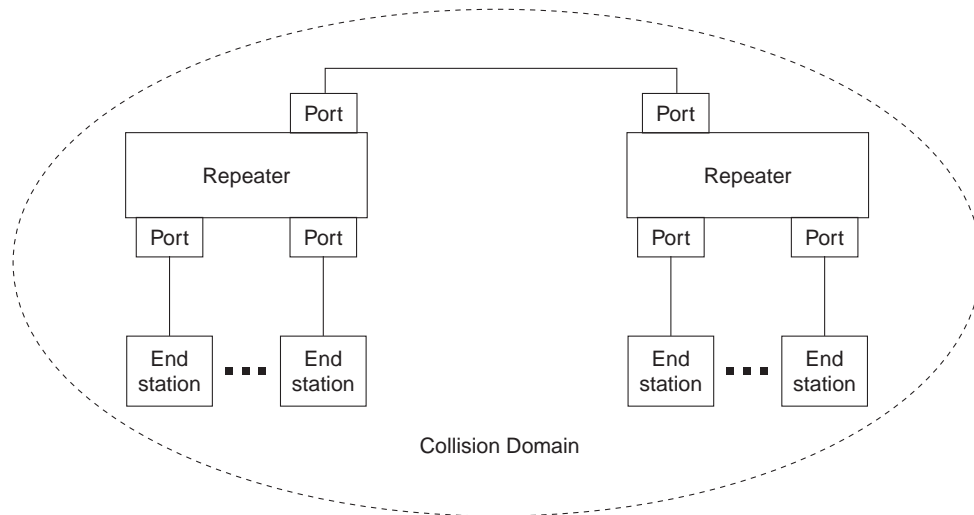 Port
Port
Repeater
Repeater
Port
Port
Port
Port
End
station
End
station
End
station
End
station
Collision Domain